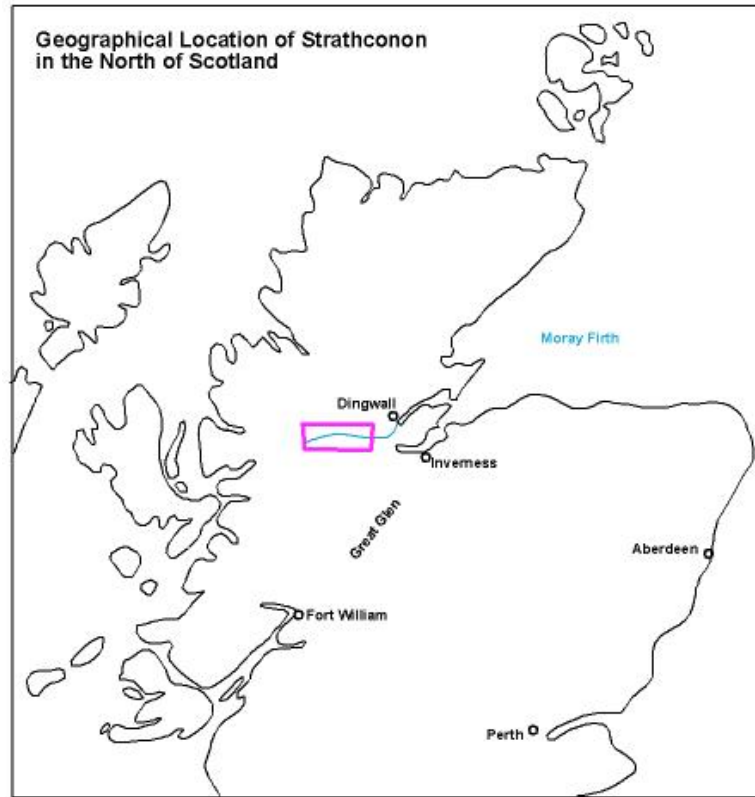 Geographical Location of Strathconon
in the North of Scotland
Moray Firth
Dingwall
Inverness
Great Glen
Aberdeen
Fort William
Perth